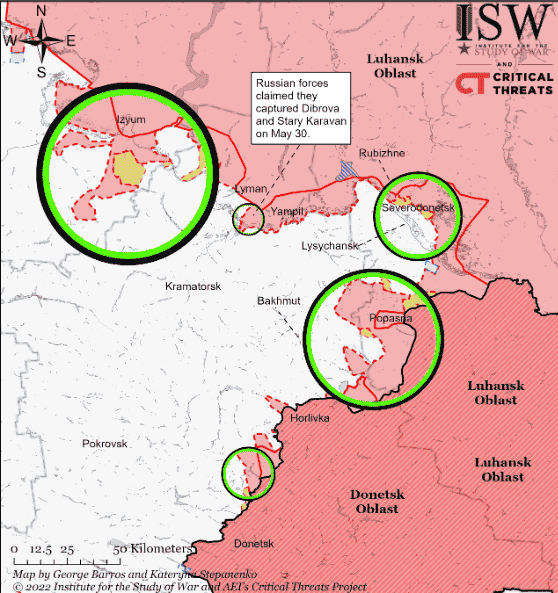 N
W E
S
ISW
INSTITUTE FOR THE
STUDY OF WAR
AND
CT CRITICAL
THREATS
Luhansk
Oblast
Russian forces
claimed they
captured Dibrova
and Stary Karavan
on May 30.
Izyum
Rubizhne
Lyman
Yampil
Severodonetsk
Lysychansk
Kramatorsk
Bakhmut
Popasna
Luhansk
Oblast
Horlivka
Pokrovsk
Luhansk
Oblast
Donetsk
Oblast
Donetsk
0 12.5 25 50 Kilometers
Map by George Barros and Kateryna Stepanenko
© 2022 Institute for the Study of War and AEI's Critical Threats Project